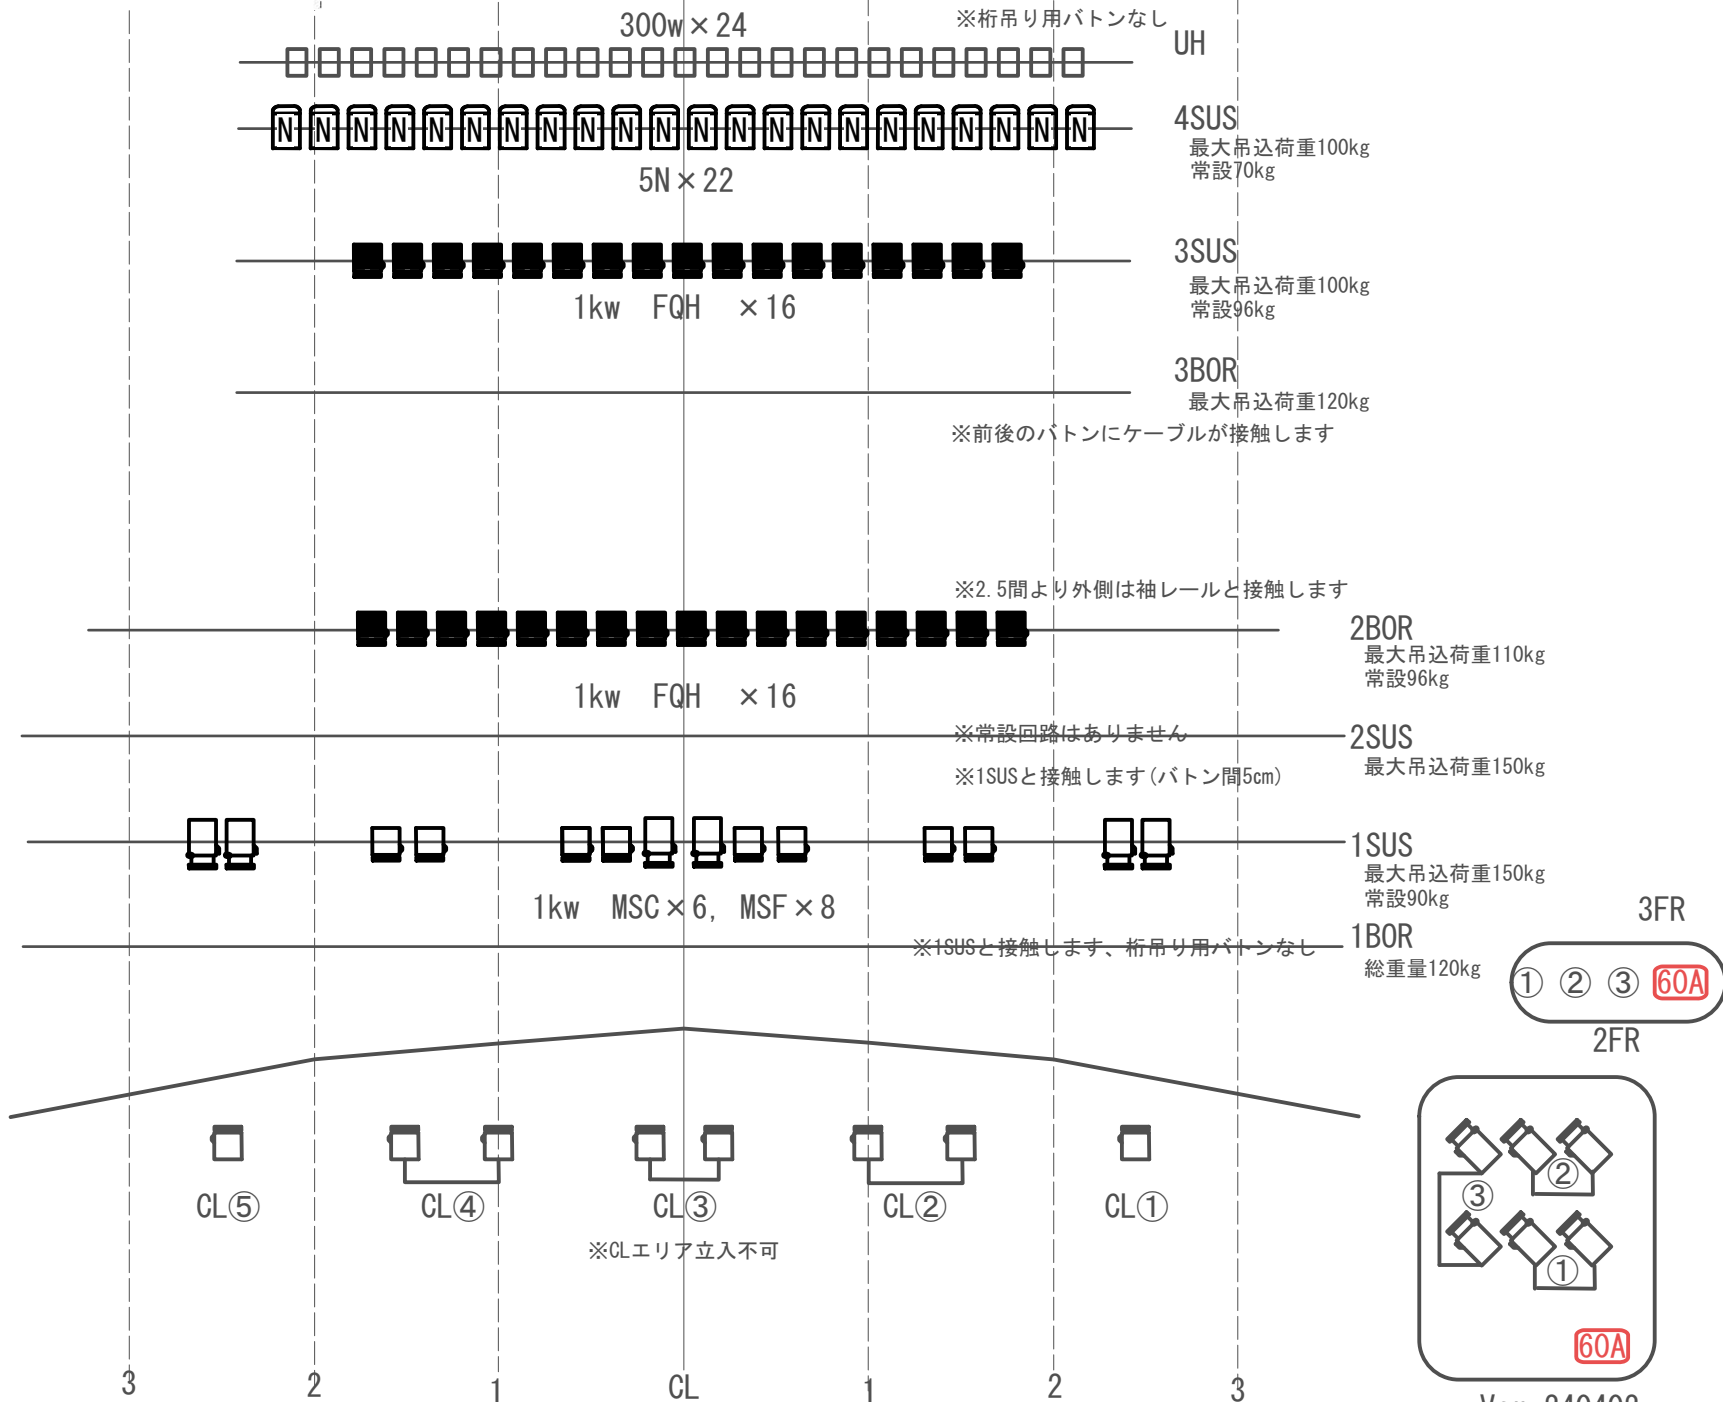 300w×24
※桁吊り用バトンなし
UH
N N N N N N N N N N N N N N N N N N N N N N
4SUS
最大吊込荷重100kg
常設70kg
5N×22
3SUS
最大吊込荷重100kg
常設96kg
1kw FQH ×16
3BOR
最大吊込荷重120kg
※前後のバトンにケーブルが接触します
※2.5間より外側は袖レールと接触します
2BOR
最大吊込荷重110kg
常設96kg
1kw FQH ×16
※常設回路はありません
2SUS
最大吊込荷重150kg
※1SUSと接触します(バトン間5cm)
1SUS
最大吊込荷重150kg
常設90kg
1kw MSC×6, MSF×8
※1SUSと接触します、桁吊り用バトンなし
1BOR
総重量120kg
3FR
① ② ③ 60A
2FR
②
③
①
60A
CL⑤ CL④ CL③ CL② CL①
※CLエリア立入不可
3 2 1 CL 1 2 3